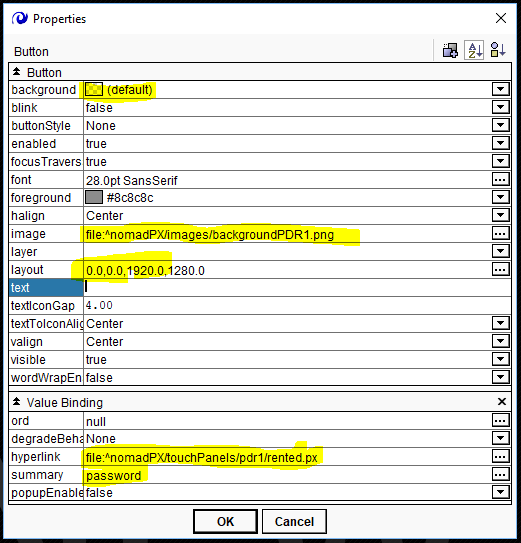 Properties
Button
Button
background (default)
blink false
buttonStyle None
enabled true
focusTravers true
font 28.0pt SansSerif
foreground #8c8c8c
halign Center
image file:^nomadPX/images/backgroundPDR1.png
layer
layout 0.0,0.0,1920.0,1280.0
text
textIconGap 4.00
textToIconAlig Center
valign Center
visible true
wordWrapEn false
Value Binding
ord null
degradeBeha None
hyperlink file:^nomadPX/touchPanels/pdr1/rented.px
summary password
popupEnable false
OK Cancel